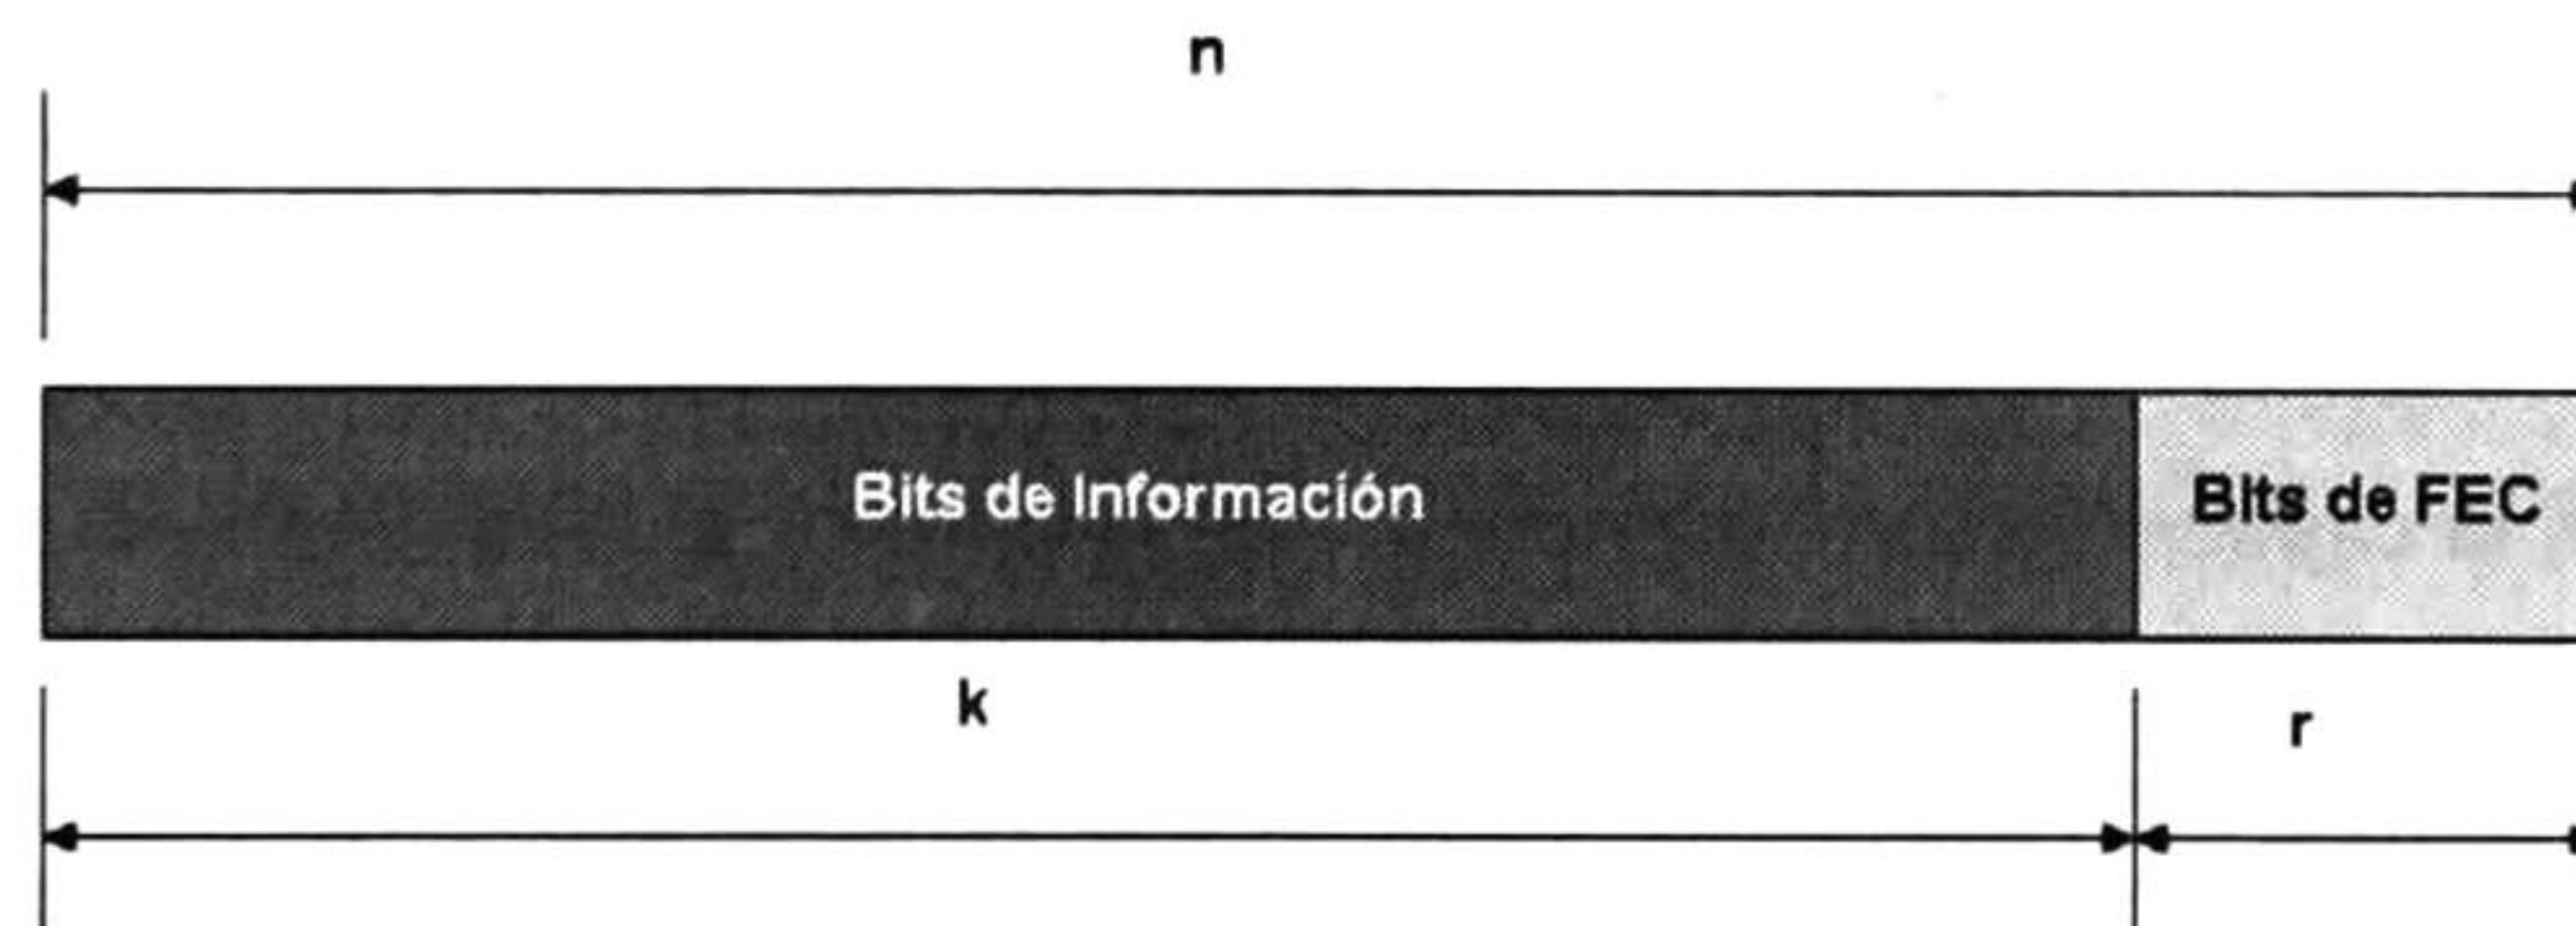 n
Bits de Información
Bits de FEC
k
r